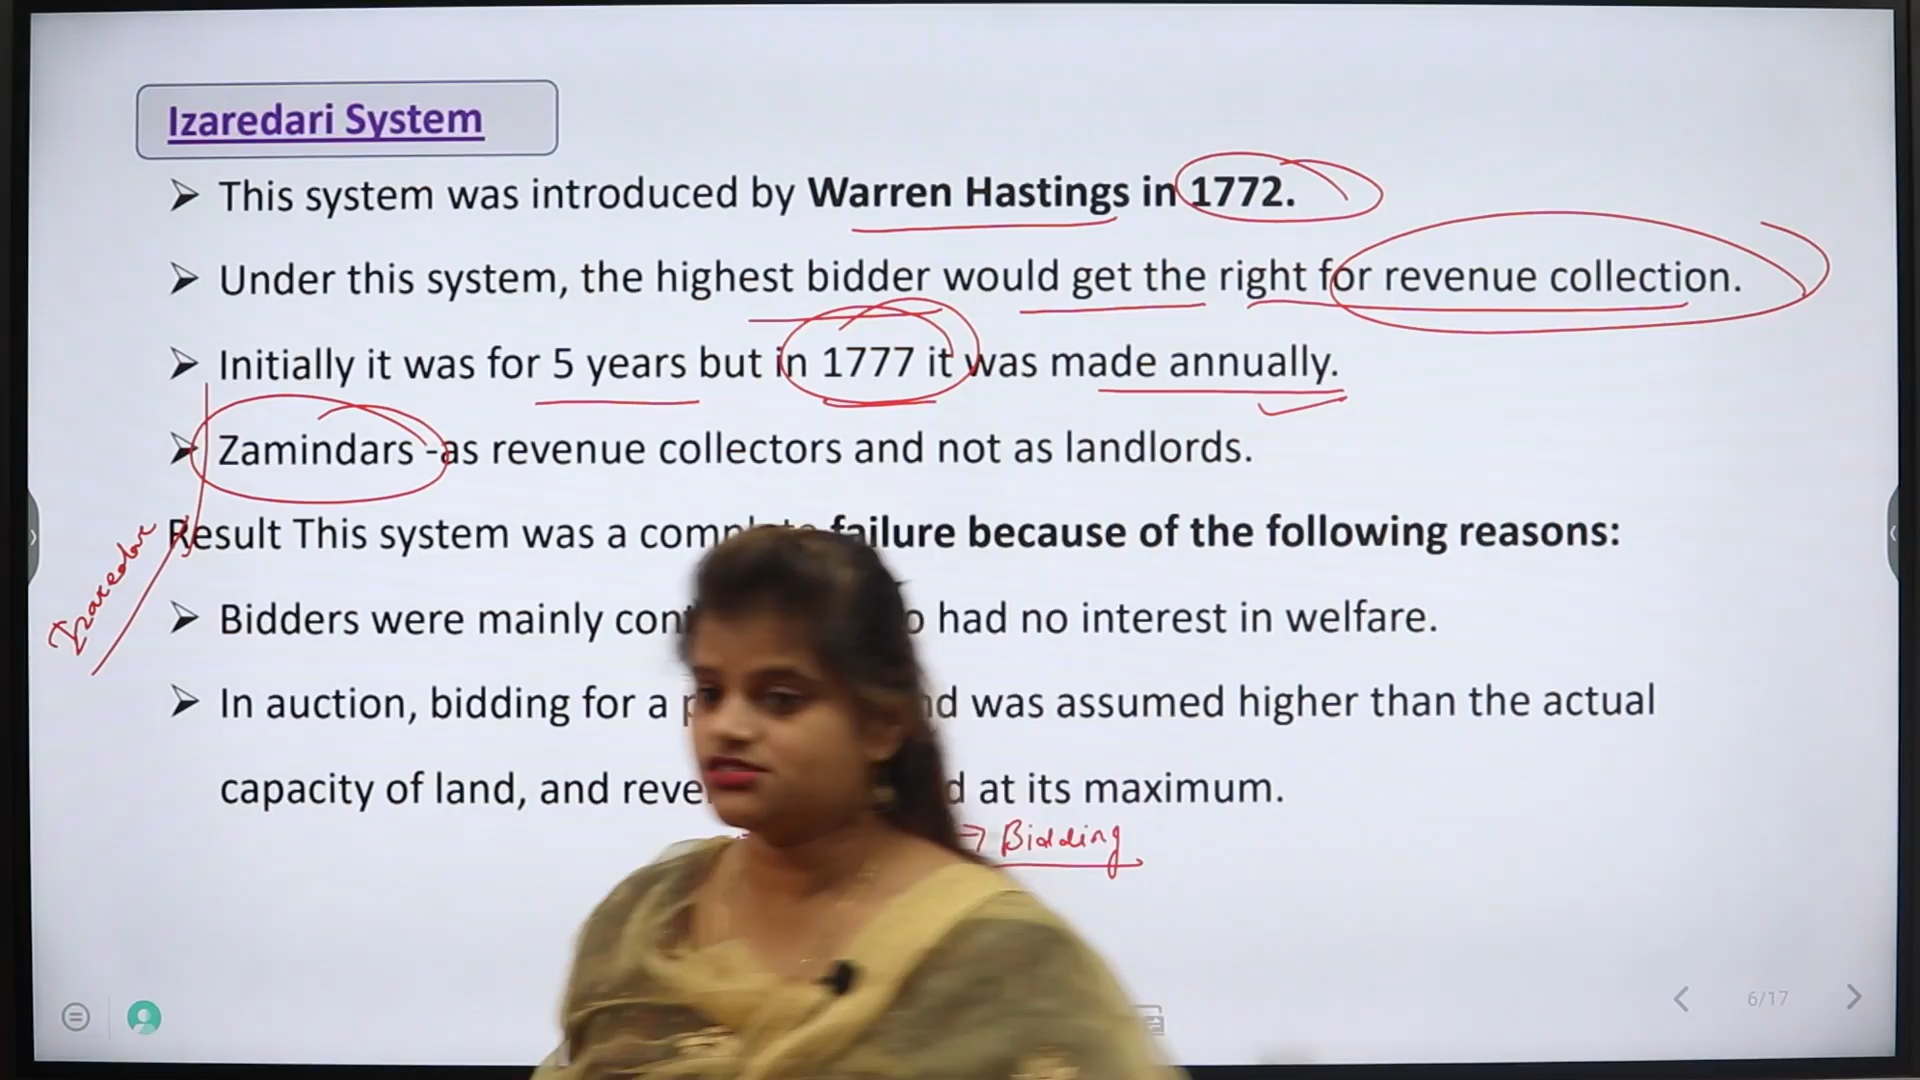 Izaredari System
➤ This system was introduced by Warren Hastings in 1772.
➤ Under this system, the highest bidder would get the right for revenue collection.
➤ Initially it was for 5 years but in 1777 it was made annually.
➤ Zamindars -as revenue collectors and not as landlords.
Result This system was a failure because of the following reasons:
Izaredar
➤ Bidders were mainly had no interest in welfare.
➤ In auction, bidding for a was assumed higher than the actual
capacity of land, and at its maximum.
→ Bidding
6/17